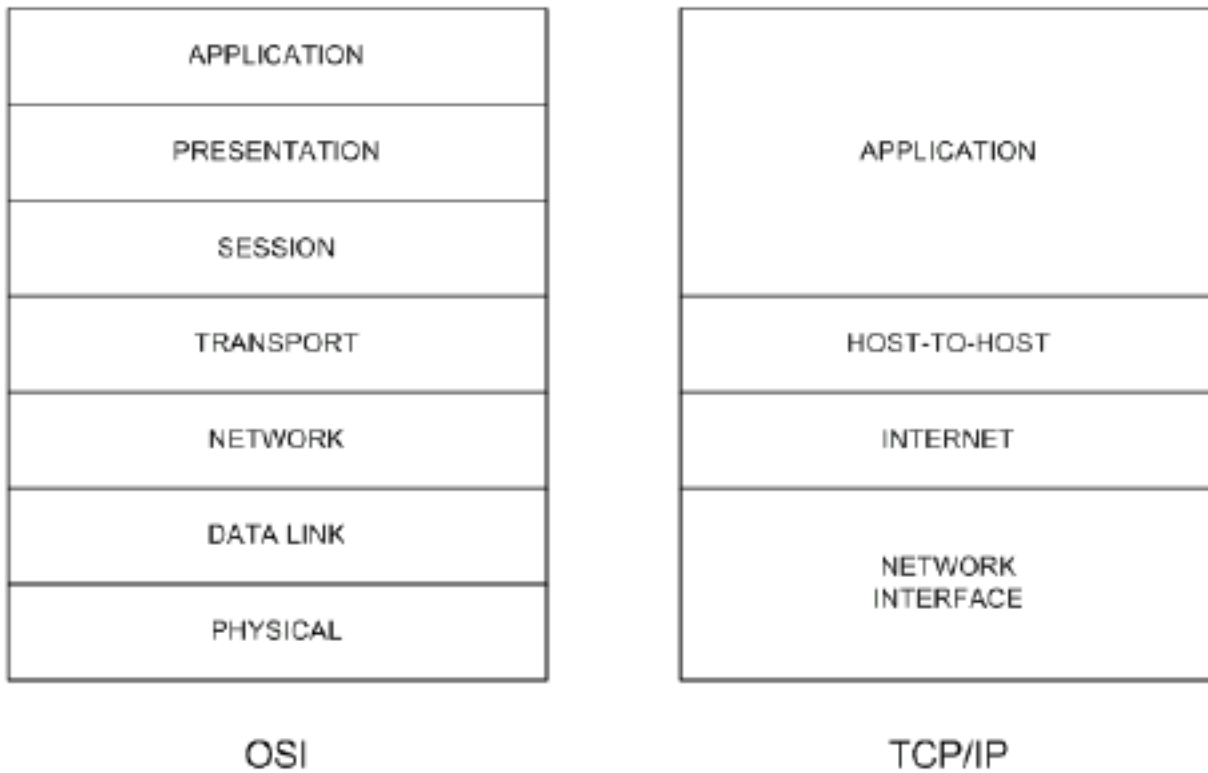 APPLICATION
PRESENTATION
SESSION
TRANSPORT
NETWORK
DATA LINK
PHYSICAL
OSI
APPLICATION
HOST-TO-HOST
INTERNET
NETWORK
INTERFACE
TCP/IP